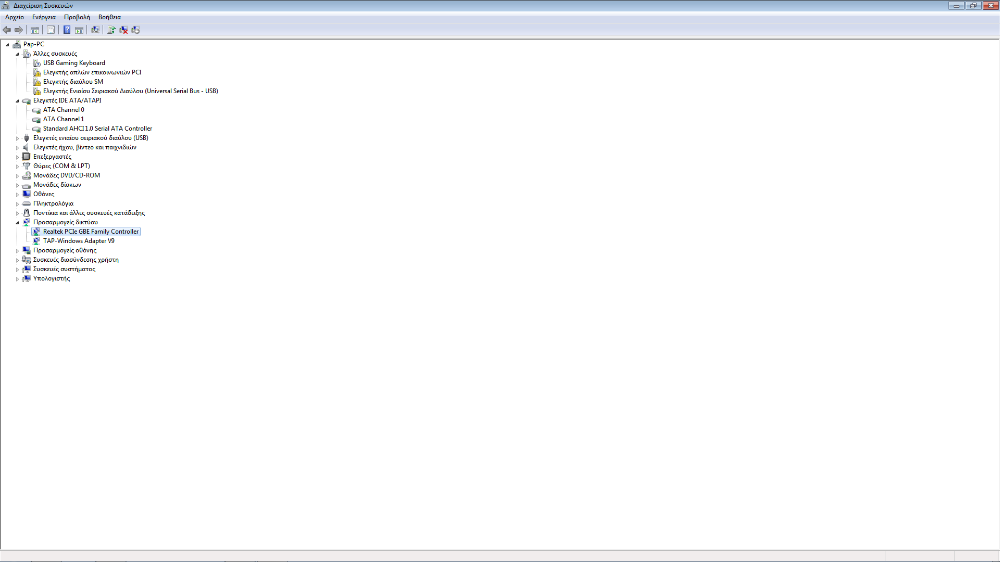 Διαχείριση Συσκευών
Αρχείο Ενέργεια Προβολή Βοήθεια
Pap-PC
Άλλες συσκευές
USB Gaming Keyboard
Ελεγκτής απλών επικοινωνιών PCI
Ελεγκτής διαύλου SM
Ελεγκτής Ενιαίου Σειριακού Διαύλου (Universal Serial Bus - USB)
Ελεγκτές IDE ATA/ATAPI
ATA Channel 0
ATA Channel 1
Standard AHCI 1.0 Serial ATA Controller
Ελεγκτές ενιαίου σειριακού διαύλου (USB)
Ελεγκτές ήχου, βίντεο και παιχνιδιών
Επεξεργαστές
Θύρες (COM & LPT)
Μονάδες DVD/CD-ROM
Μονάδες δίσκων
Οθόνες
Πληκτρολόγια
Ποντίκια και άλλες συσκευές κατάδειξης
Προσαρμογείς δικτύου
Realtek PCIe GBE Family Controller
TAP-Windows Adapter V9
Προσαρμογείς οθόνης
Συσκευές διασύνδεσης χρήστη
Συσκευές συστήματος
Υπολογιστής